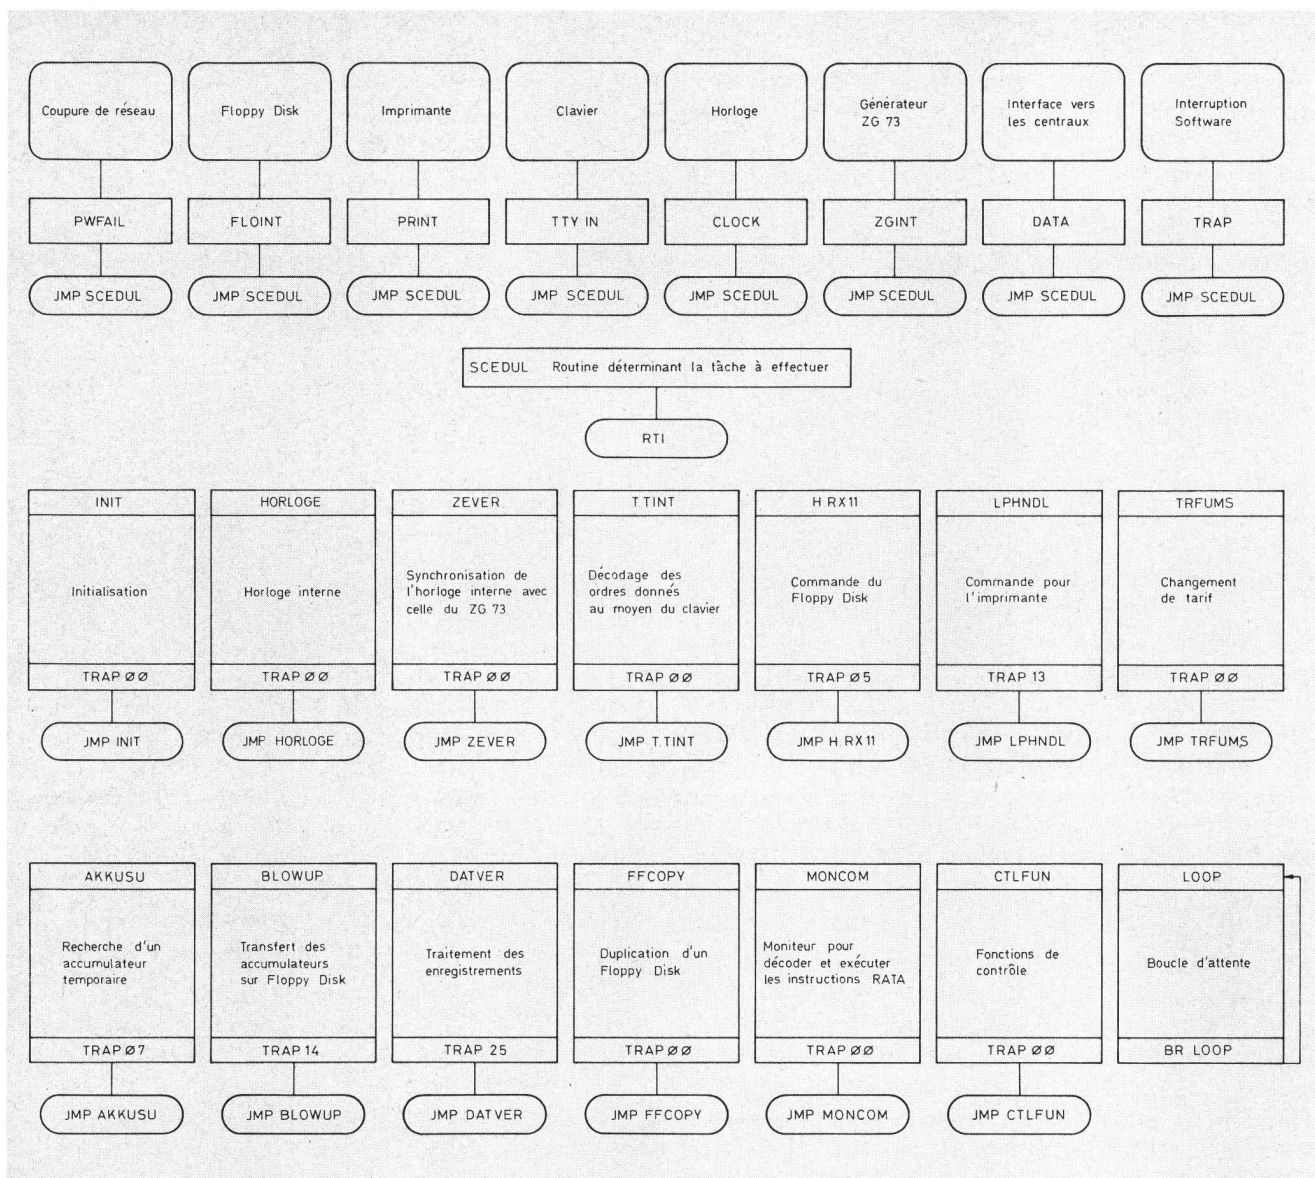 Coupure de réseau
Floppy Disk
Imprimante
Clavier
Horloge
Générateur
ZG 73
Interface vers
les centraux
Interruption
Software
PWFAIL
FLOINT
PRINT
TTY IN
CLOCK
ZGINT
DATA
TRAP
JMP SCEDUL
JMP SCEDUL
JMP SCEDUL
JMP SCEDUL
JMP SCEDUL
JMP SCEDUL
JMP SCEDUL
JMP SCEDUL
SCEDUL Routine déterminant la tâche à effectuer
RTI
INIT
Initialisation
TRAP ØØ
JMP INIT
HORLOGE
Horloge interne
TRAP ØØ
JMP HORLOGE
ZEVER
Synchronisation de
l'horloge interne avec
celle du ZG 73
TRAP ØØ
JMP ZEVER
T.TINT
Décodage des
ordres donnés
au moyen du clavier
TRAP ØØ
JMP T.TINT
H.RX11
Commande du
Floppy Disk
TRAP Ø5
JMP H.RX11
LPHNDL
Commande pour
l'imprimante
TRAP 13
JMP LPHNDL
TRFUMS
Changement
de tarif
TRAP ØØ
JMP TRFUMS
AKKUSU
Recherche d'un
accumulateur
temporaire
TRAP Ø7
JMP AKKUSU
BLOWUP
Transfert des
accumulateurs
sur Floppy Disk
TRAP 14
JMP BLOWUP
DATVER
Traitement des
enregistrements
TRAP 25
JMP DATVER
FFCOPY
Duplication d'un
Floppy Disk
TRAP ØØ
JMP FFCOPY
MONCOM
Moniteur pour
décoder et exécuter
les instructions RATA
TRAP ØØ
JMP MONCOM
CTLFUN
Fonctions de
contrôle
TRAP ØØ
JMP CTLFUN
LOOP
Boucle d'attente
BR LOOP